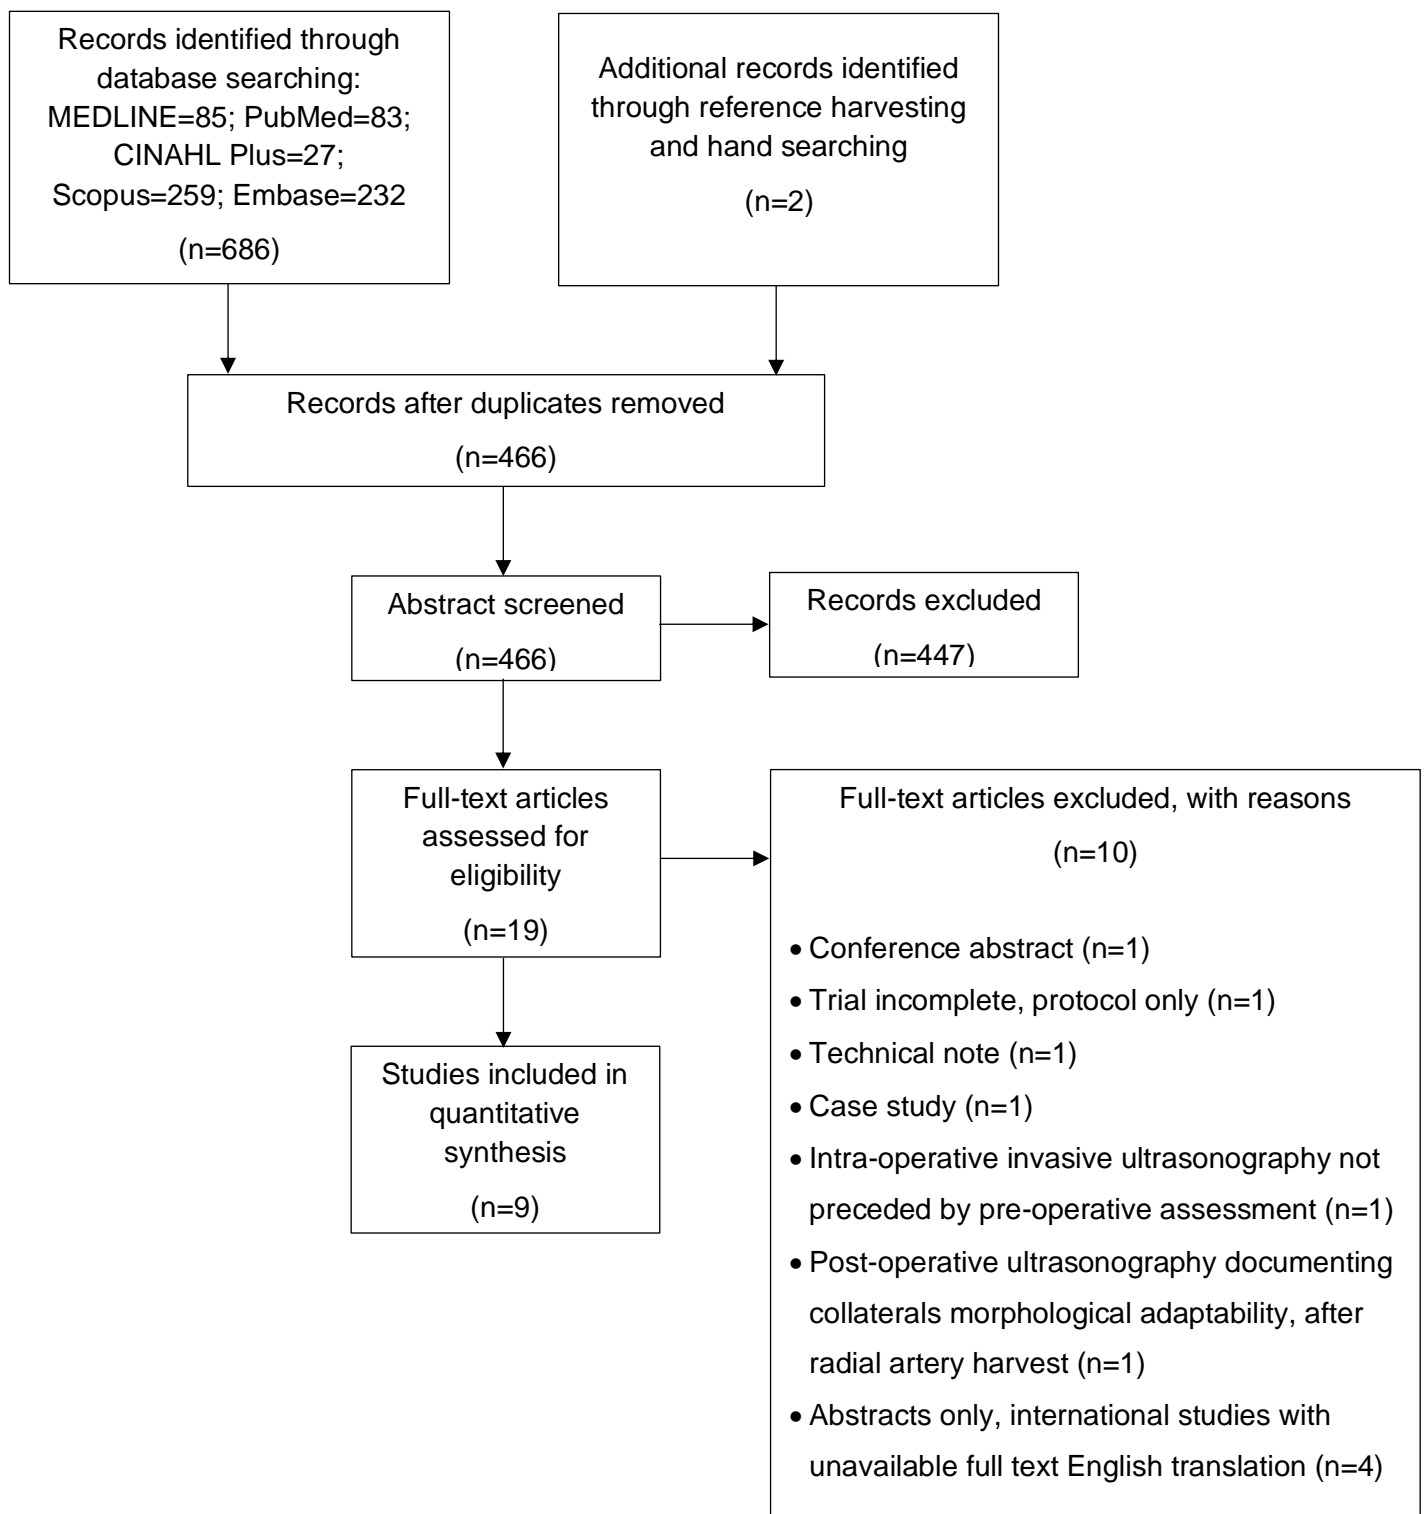 Records identified through
database searching:
MEDLINE=85; PubMed=83;
CINAHL Plus=27;
Scopus=259; Embase=232
(n=686)
Additional records identified
through reference harvesting
and hand searching
(n=2)
Records after duplicates removed
(n=466)
Abstract screened
(n=466)
Records excluded
(n=447)
Full-text articles
assessed for
eligibility
(n=19)
Full-text articles excluded, with reasons
(n=10)
• Conference abstract (n=1)
• Trial incomplete, protocol only (n=1)
• Technical note (n=1)
• Case study (n=1)
• Intra-operative invasive ultrasonography not
preceded by pre-operative assessment (n=1)
• Post-operative ultrasonography documenting
collaterals morphological adaptability, after
radial artery harvest (n=1)
• Abstracts only, international studies with
unavailable full text English translation (n=4)
Studies included in
quantitative
synthesis
(n=9)